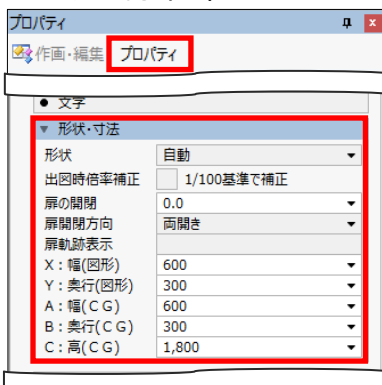 プロパティ
作画・編集 プロパティ
● 文字
▼ 形状・寸法
形状 自動
出図時倍率補正 1/100基準で補正
扉の開閉 0.0
扉開閉方向 両開き
扉軌跡表示
X：幅(図形) 600
Y：奥行(図形) 300
A：幅(ＣＧ) 600
B：奥行(ＣＧ) 300
C：高(ＣＧ) 1,800